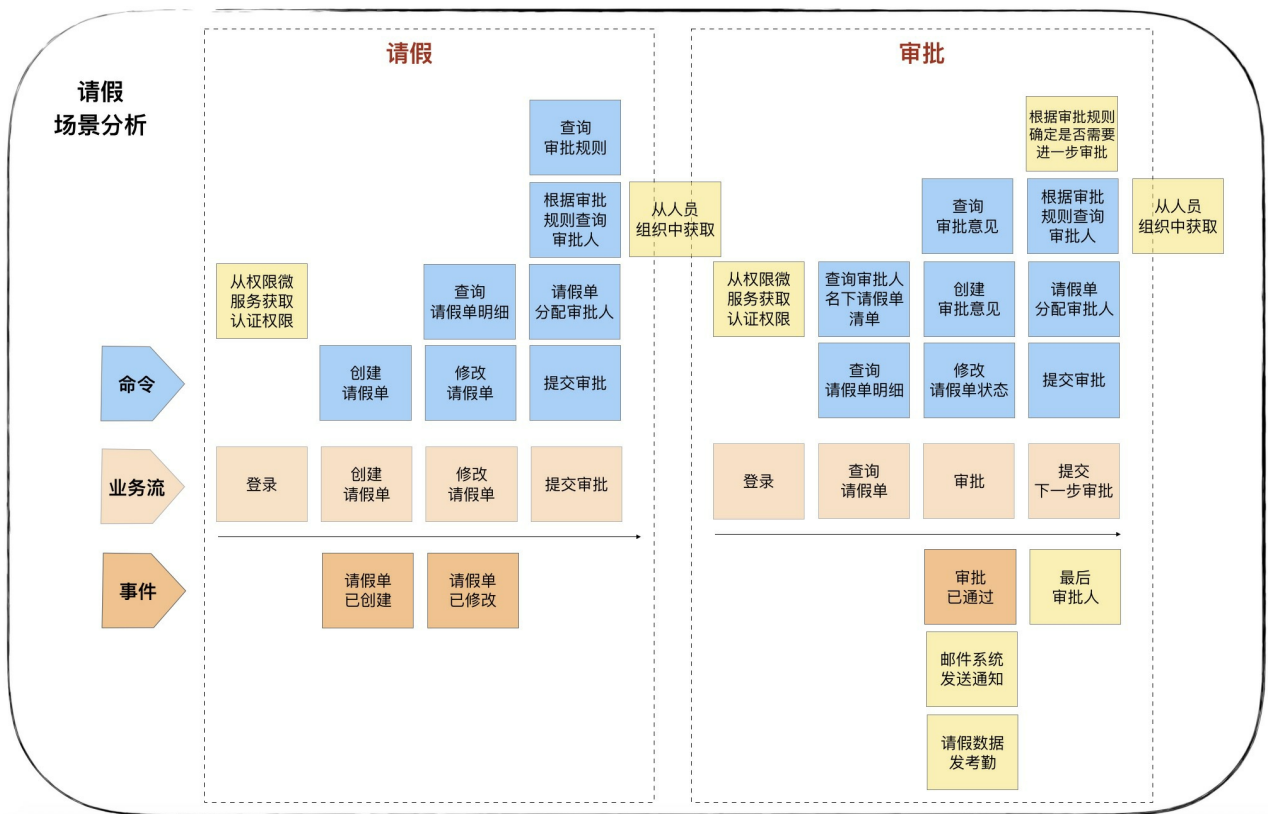 请假
场景分析
请假
查询
审批规则
根据审批
规则查询
审批人
从人员
组织中获取
从权限微
服务获取
认证权限
查询
请假单明细
请假单
分配审批人
命令
创建
请假单
修改
请假单
提交审批
业务流
登录
创建
请假单
修改
请假单
提交审批
事件
请假单
已创建
请假单
已修改
审批
根据审批规则
确定是否需要
进一步审批
查询
审批意见
根据审批
规则查询
审批人
从人员
组织中获取
从权限微
服务获取
认证权限
查询审批人
名下请假单
清单
创建
审批意见
请假单
分配审批人
查询
请假单明细
修改
请假单状态
提交审批
登录
查询
请假单
审批
提交
下一步审批
审批
已通过
最后
审批人
邮件系统
发送通知
请假数据
发考勤